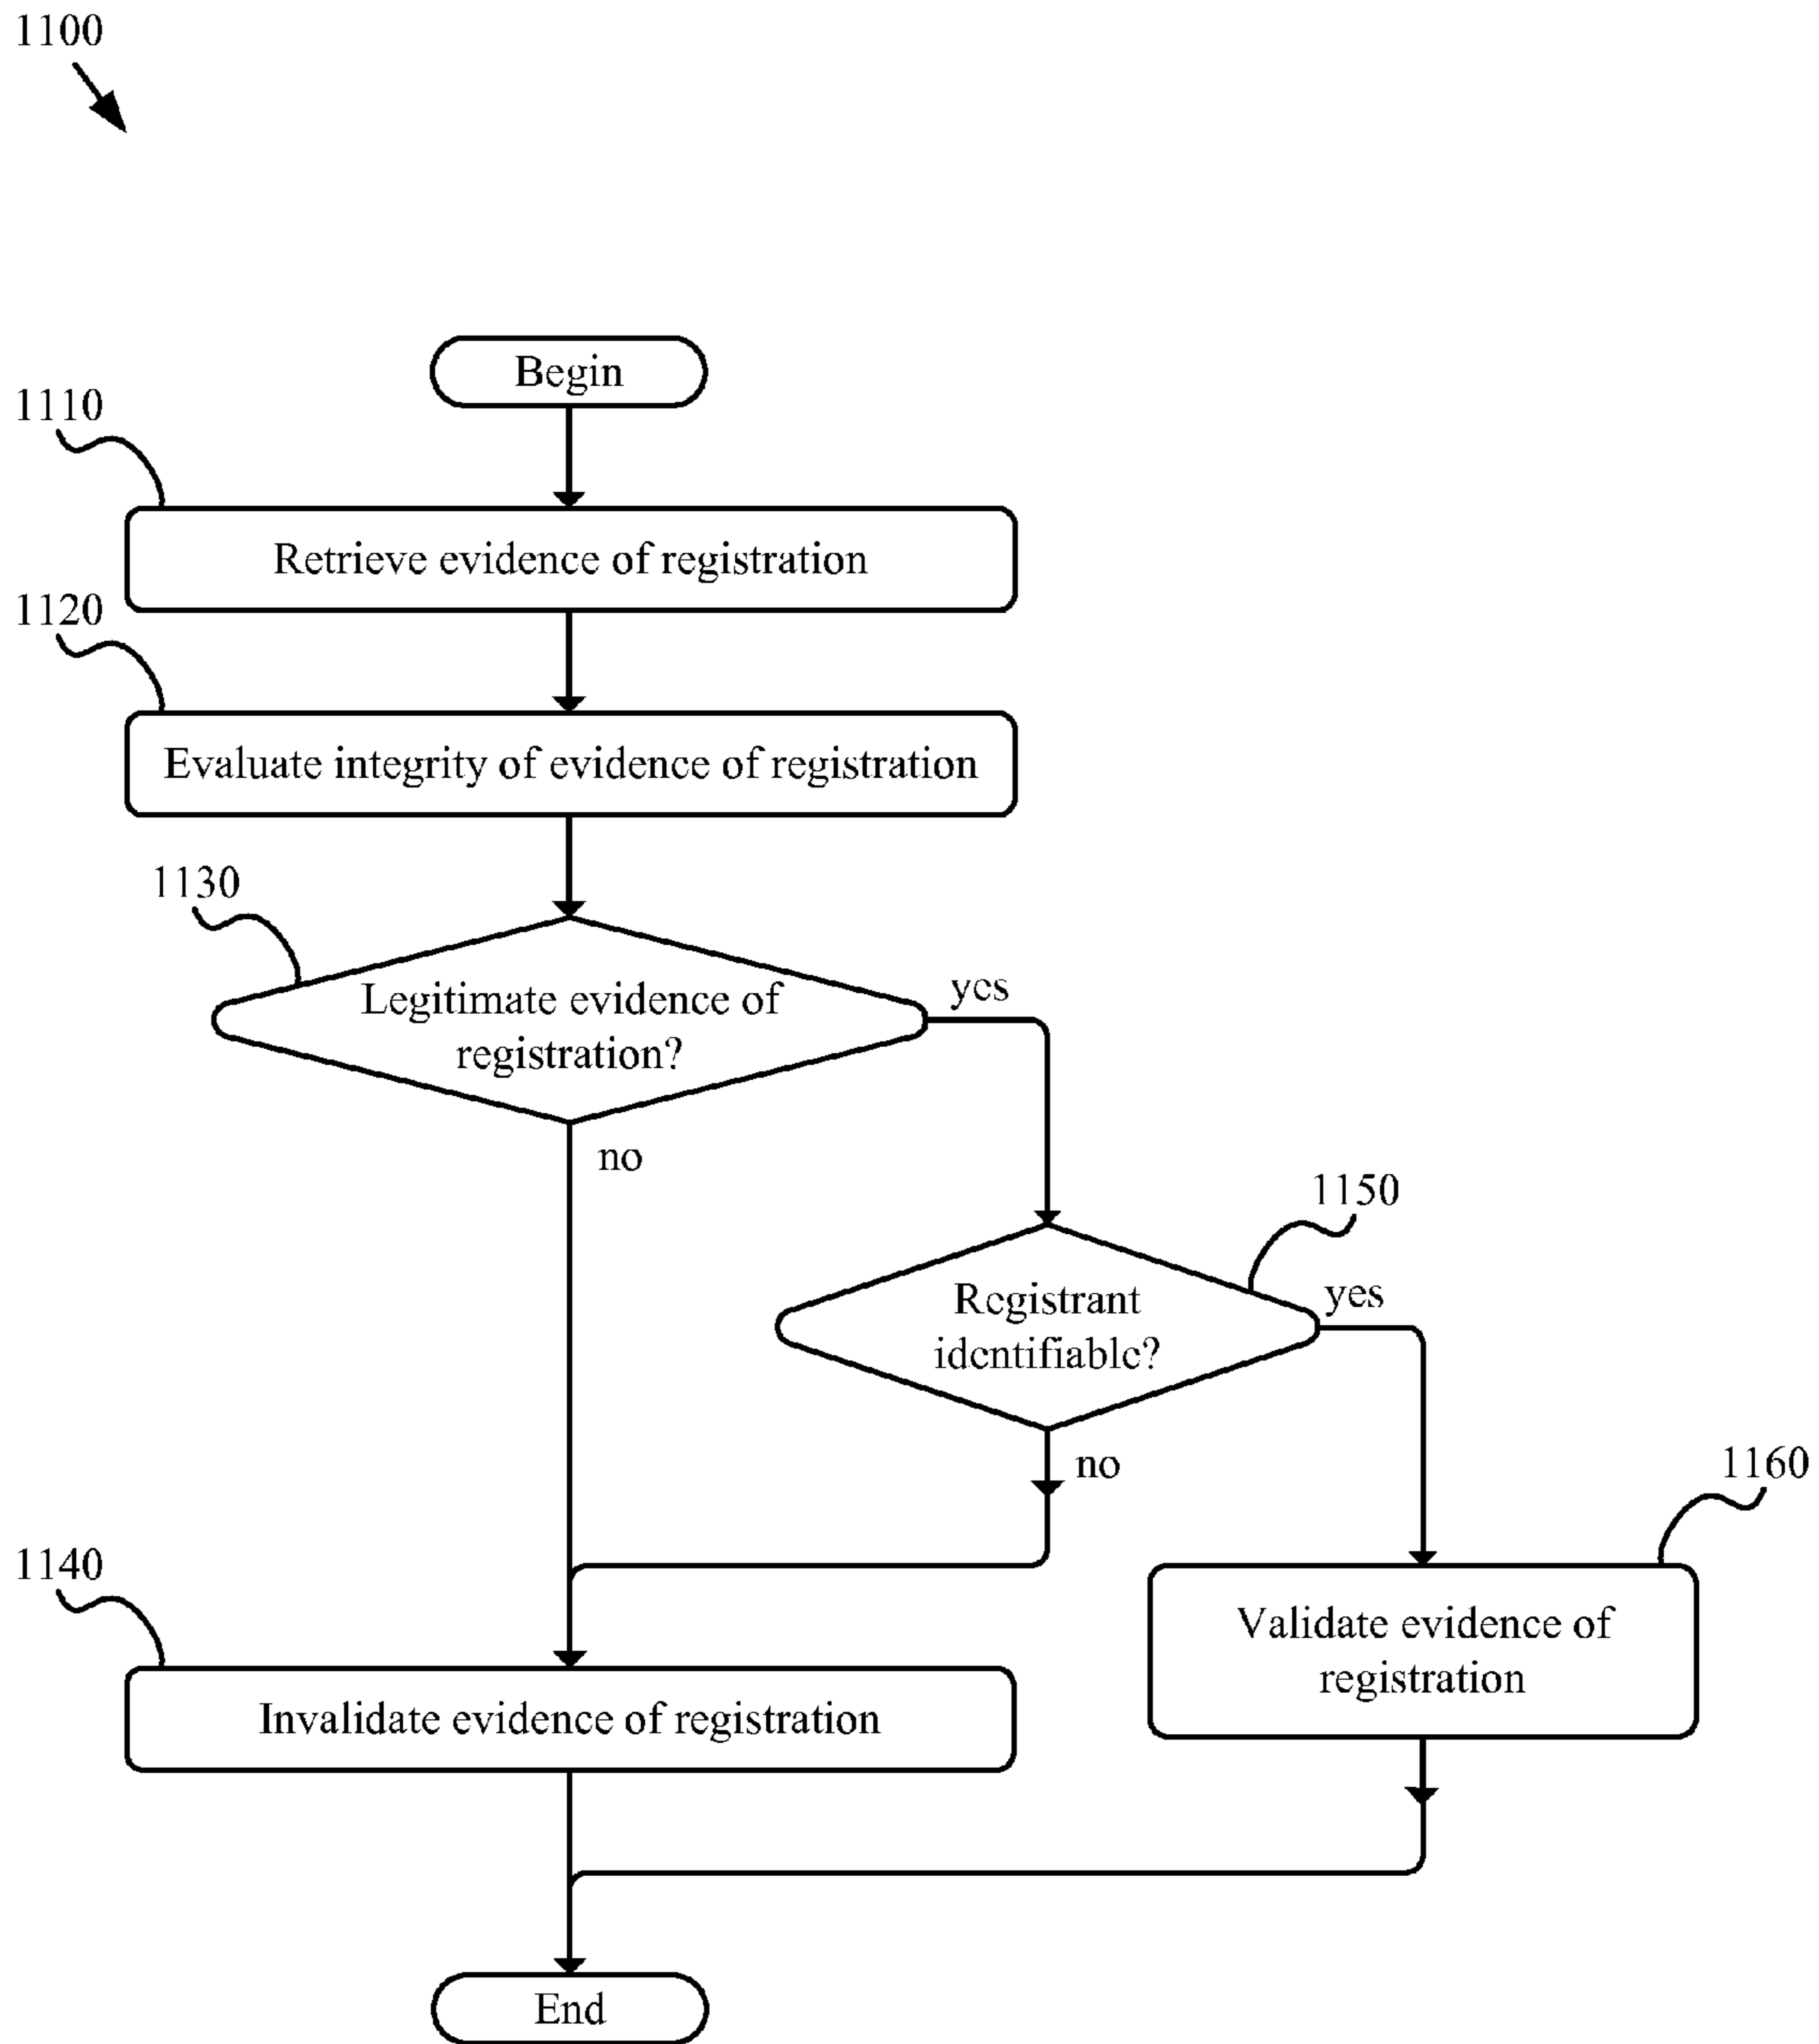 1100
Begin
1110
Retrieve evidence of registration
1120
Evaluate integrity of evidence of registration
1130
Legitimate evidence of
registration?
yes
no
1150
Registrant
identifiable?
yes
no
1160
Validate evidence of
registration
1140
Invalidate evidence of registration
End